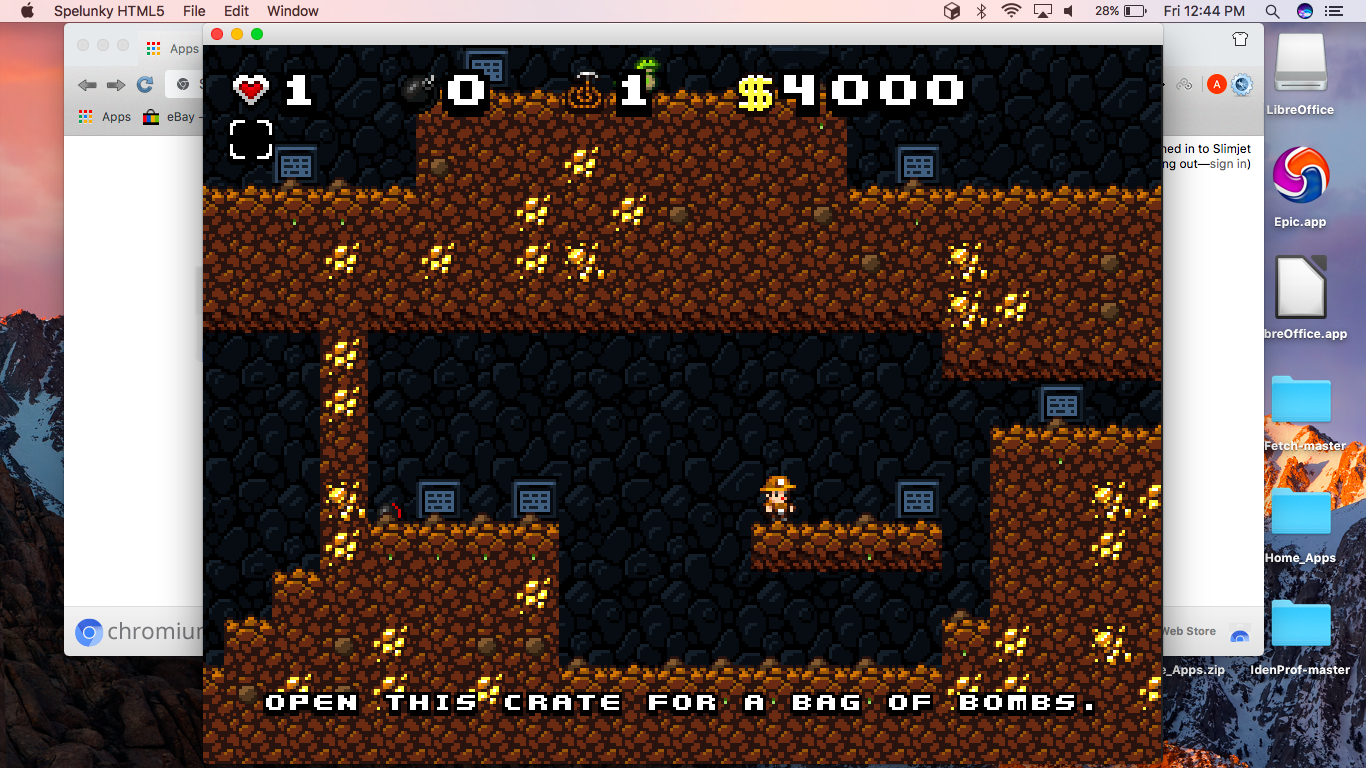 Spelunky HTML5 File Edit Window 28% Fri 12:44 PM
Apps
LibreOffice
A
Apps eBay
ned in to Slimjet
ng out—sign in)
1 0 1 $4000
Epic.app
breOffice.app
Fetch-master
Home_Apps
chromium
Web Store
e_Apps.zip IdenProf-master
OPEN THIS CRATE FOR A BAG OF BOMBS.